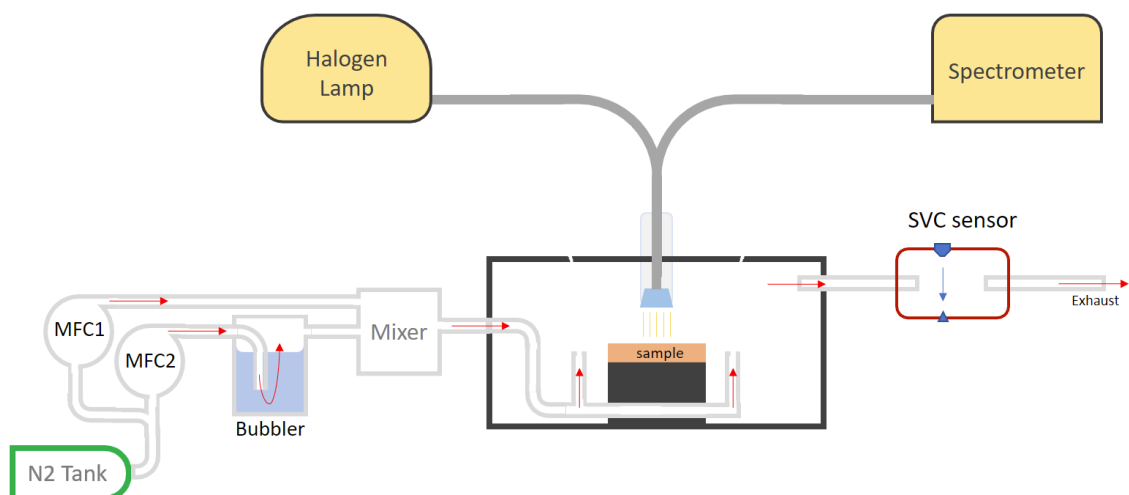 Halogen
Lamp
Spectrometer
SVC sensor
Exhaust
MFC1
Mixer
MFC2
sample
Bubbler
N2 Tank